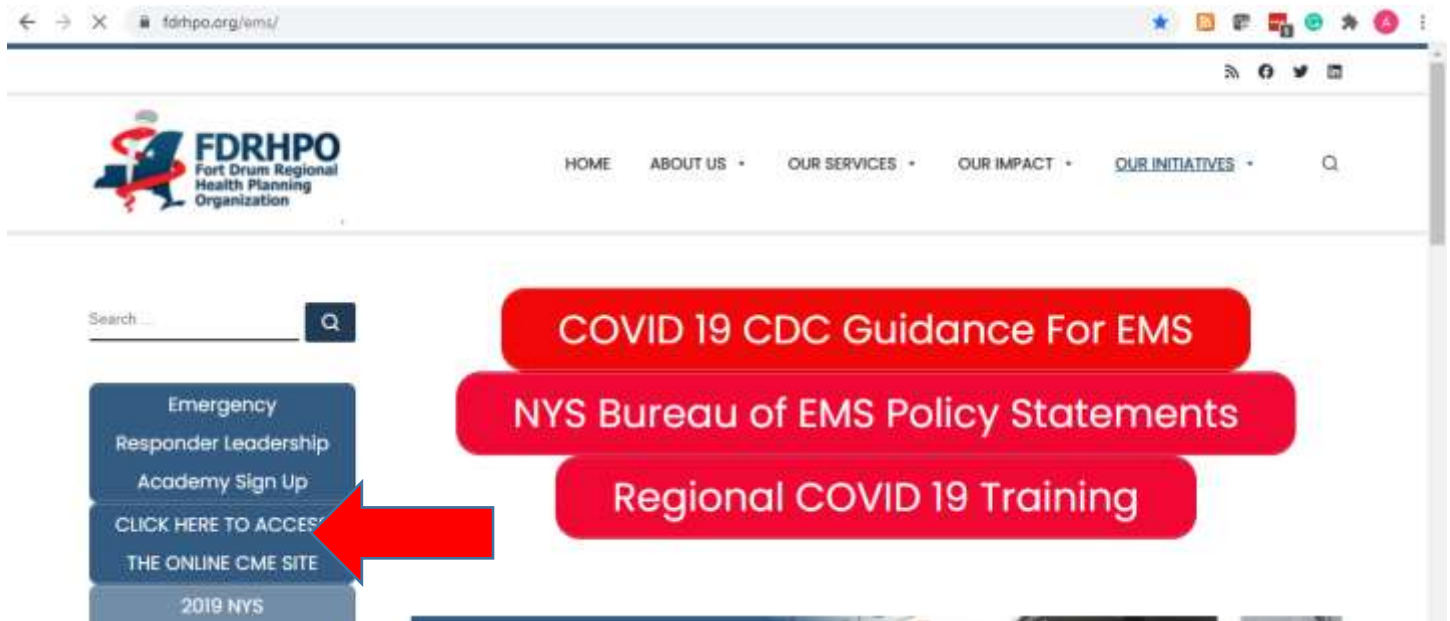 fdrhpo.org/ems/
FDRHPO
Fort Drum Regional
Health Planning
Organization
HOME ABOUT US OUR SERVICES OUR IMPACT OUR INITIATIVES
Search ...
COVID 19 CDC Guidance For EMS
NYS Bureau of EMS Policy Statements
Regional COVID 19 Training
Emergency
Responder Leadership
Academy Sign Up
CLICK HERE TO ACCESS
THE ONLINE CME SITE
2019 NYS